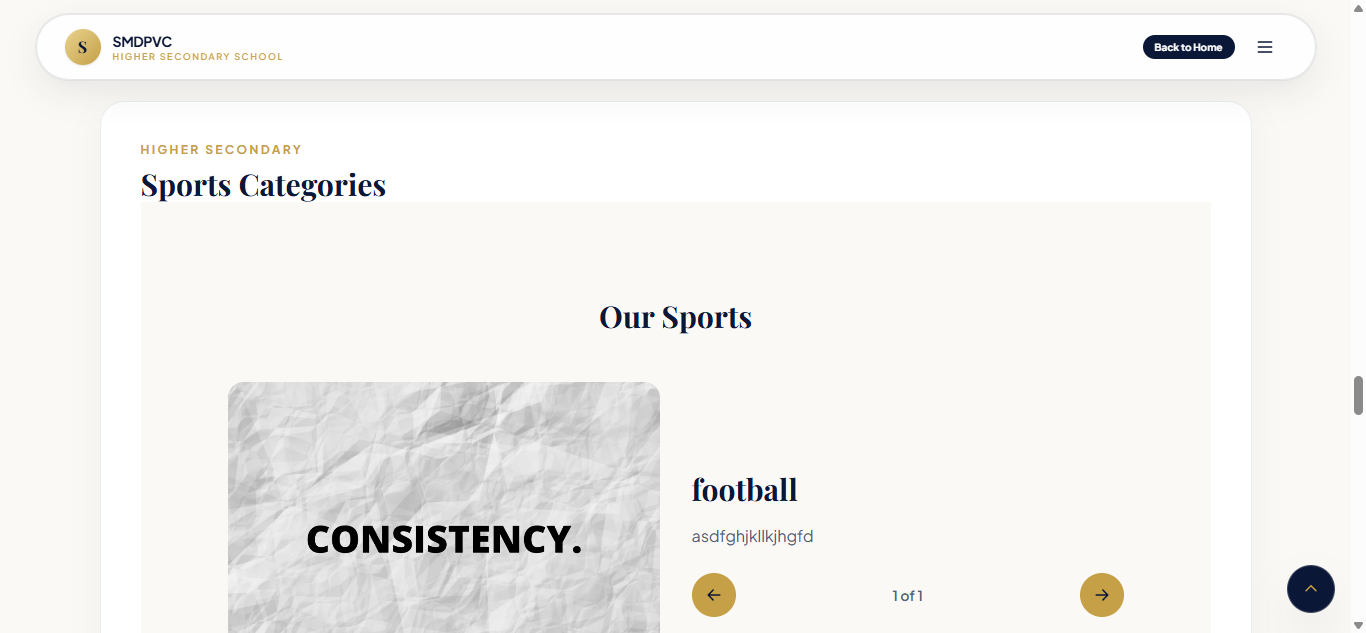 S
SMDPVC
HIGHER SECONDARY SCHOOL
Back to Home
HIGHER SECONDARY
Sports Categories
Our Sports
CONSISTENCY.
football
asdfghjkllkjhgfd
1 of 1